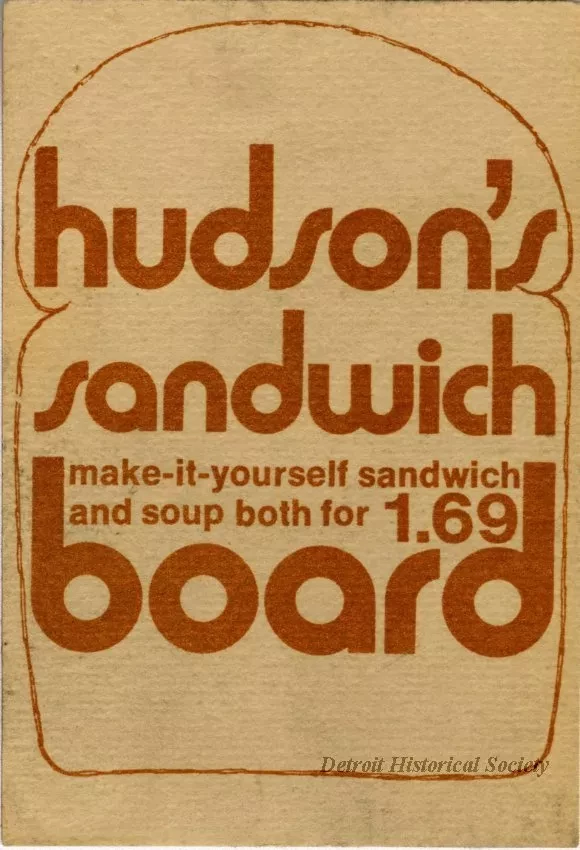 hudson's
sandwich
make-it-yourself sandwich
and soup both for 1.69
board
Detroit Historical Society